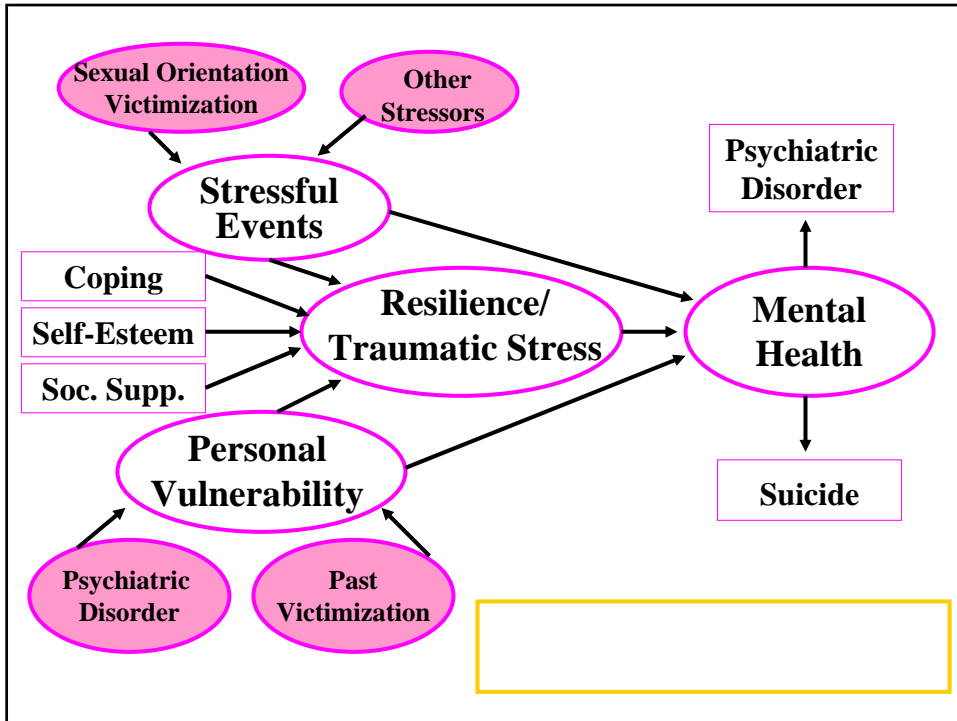 Sexual Orientation
Victimization
Other
Stressors
Stressful
Events
Psychiatric
Disorder
Coping
Self-Esteem
Soc. Supp.
Resilience/
Traumatic Stress
Mental
Health
Personal
Vulnerability
Suicide
Psychiatric
Disorder
Past
Victimization